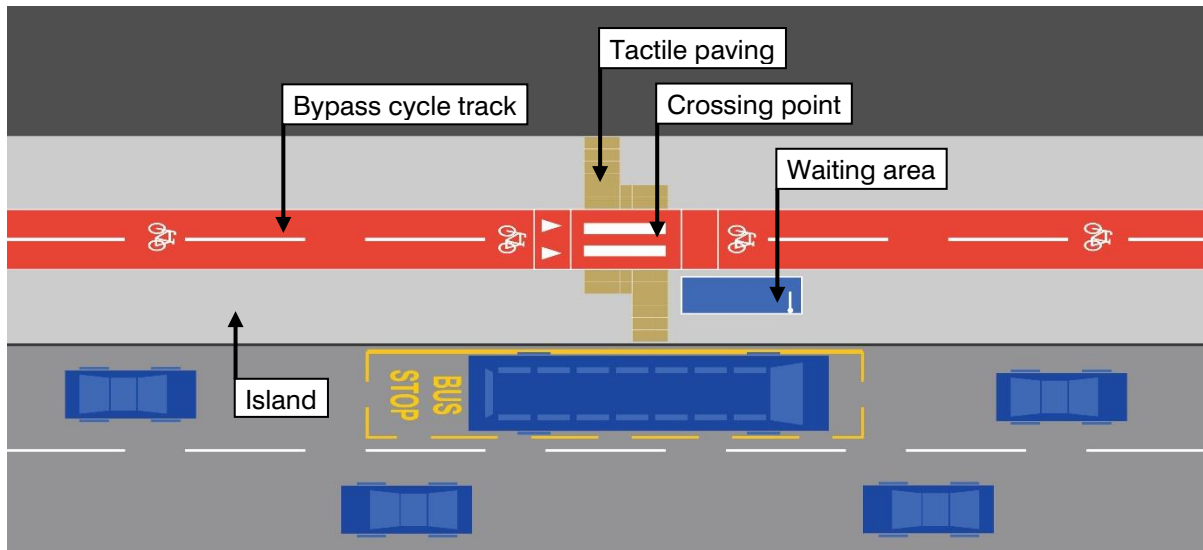 Tactile paving
Bypass cycle track
Crossing point
Waiting area
Island
BUS
STOP